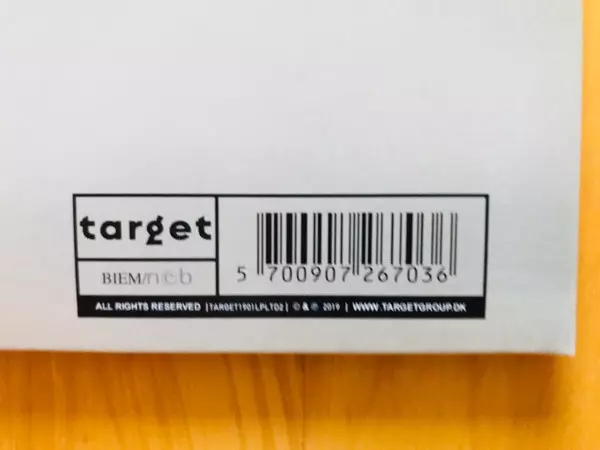 target
BIEM/ncb
5 700907 267036
ALL RIGHTS RESERVED |TARGET1901LPLTD2| © & ℗ 2019 | WWW.TARGETGROUP.DK